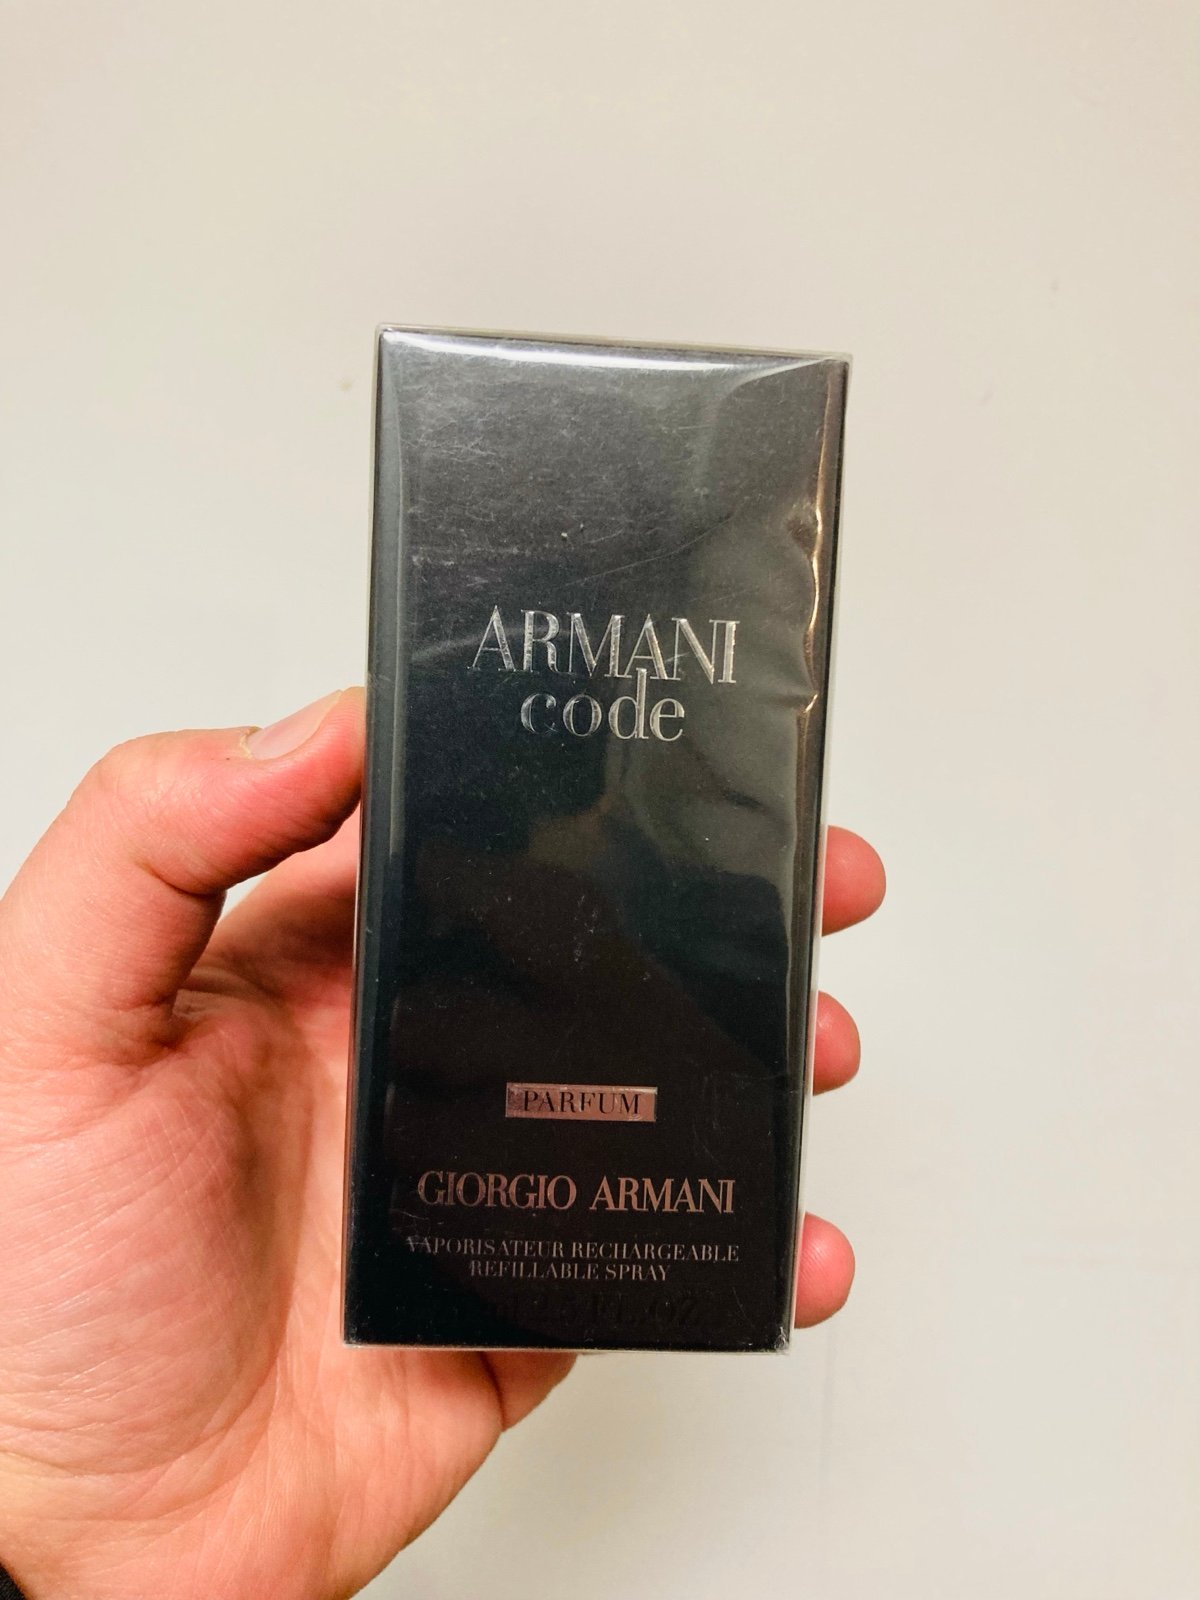 ARMANI
code
PARFUM
GIORGIO ARMANI
VAPORISATEUR RECHARGEABLE
REFILLABLE SPRAY